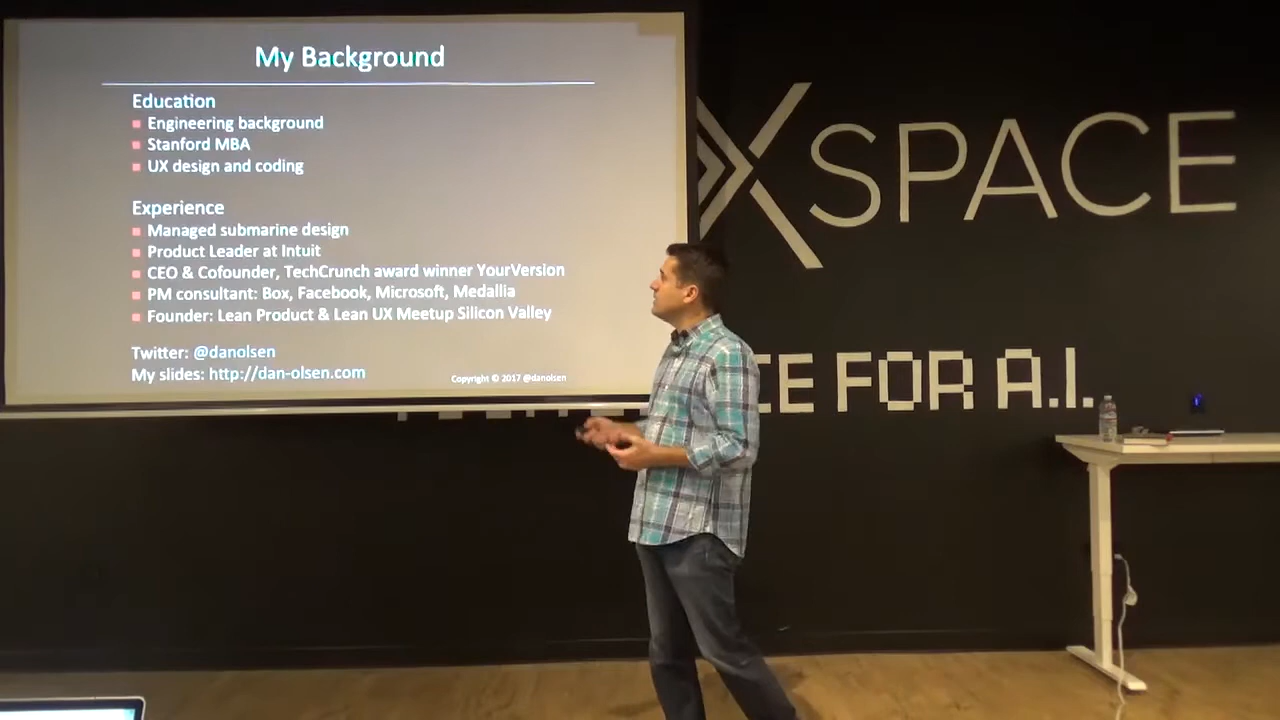 My Background
Education
Engineering background
Stanford MBA
UX design and coding
Experience
Managed submarine design
Product Leader at Intuit
CEO & Cofounder, TechCrunch award winner YourVersion
PM consultant: Box, Facebook, Microsoft, Medallia
Founder: Lean Product & Lean UX Meetup Silicon Valley
Twitter: @danolsen
My slides: http://dan-olsen.com
Copyright © 2017 @danolsen
XSPACE
FOR A.I.